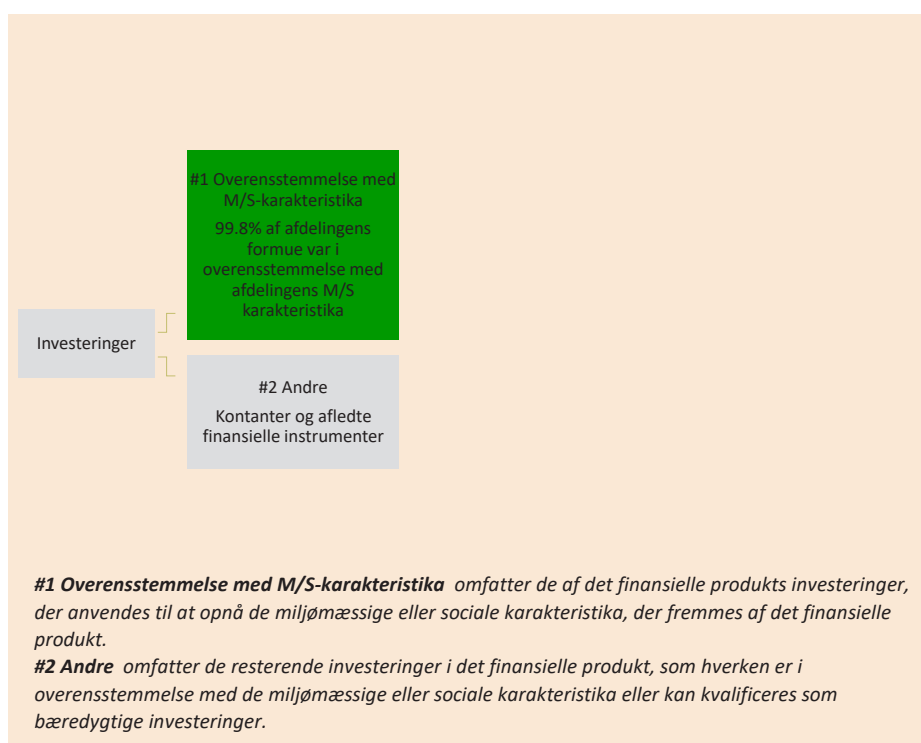 #1 Overensstemmelse med
M/S-karakteristika
99.8% af afdelingens
formue var i
overensstemmelse med
afdelingens M/S
karakteristika
Investeringer
#2 Andre
Kontanter og afledte
finansielle instrumenter
#1 Overensstemmelse med M/S-karakteristika omfatter de af det finansielle produkts investeringer,
der anvendes til at opnå de miljømæssige eller sociale karakteristika, der fremmes af det finansielle
produkt.
#2 Andre omfatter de resterende investeringer i det finansielle produkt, som hverken er i
overensstemmelse med de miljømæssige eller sociale karakteristika eller kan kvalificeres som
bæredygtige investeringer.